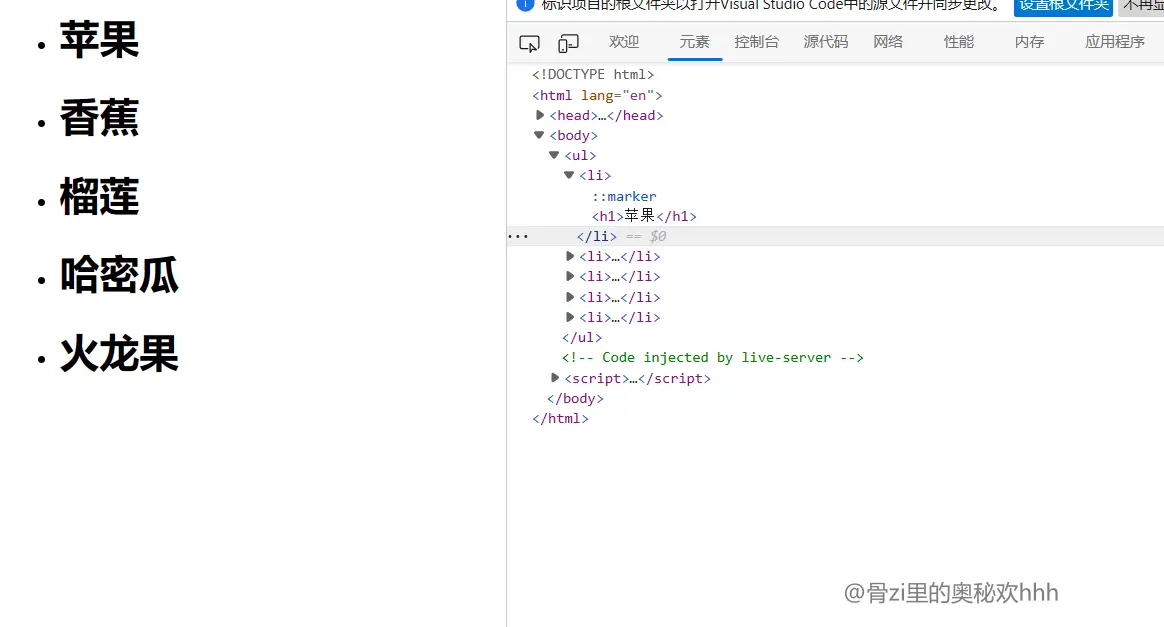 苹果
香蕉
榴莲
哈密瓜
火龙果
标识项目的根文件夹以打开Visual Studio Code中的源文件并同步更改。 设置根文件夹 不再显
欢迎 元素 控制台 源代码 网络 性能 内存 应用程序
<!DOCTYPE html>
<html lang="en">
<head>…</head>
<body>
<ul>
<li>
::marker
<h1>苹果</h1>
</li> == $0
<li>…</li>
<li>…</li>
<li>…</li>
<li>…</li>
</ul>
<!-- Code injected by live-server -->
<script>…</script>
</body>
</html>
@骨zi里的奥秘欢hhh